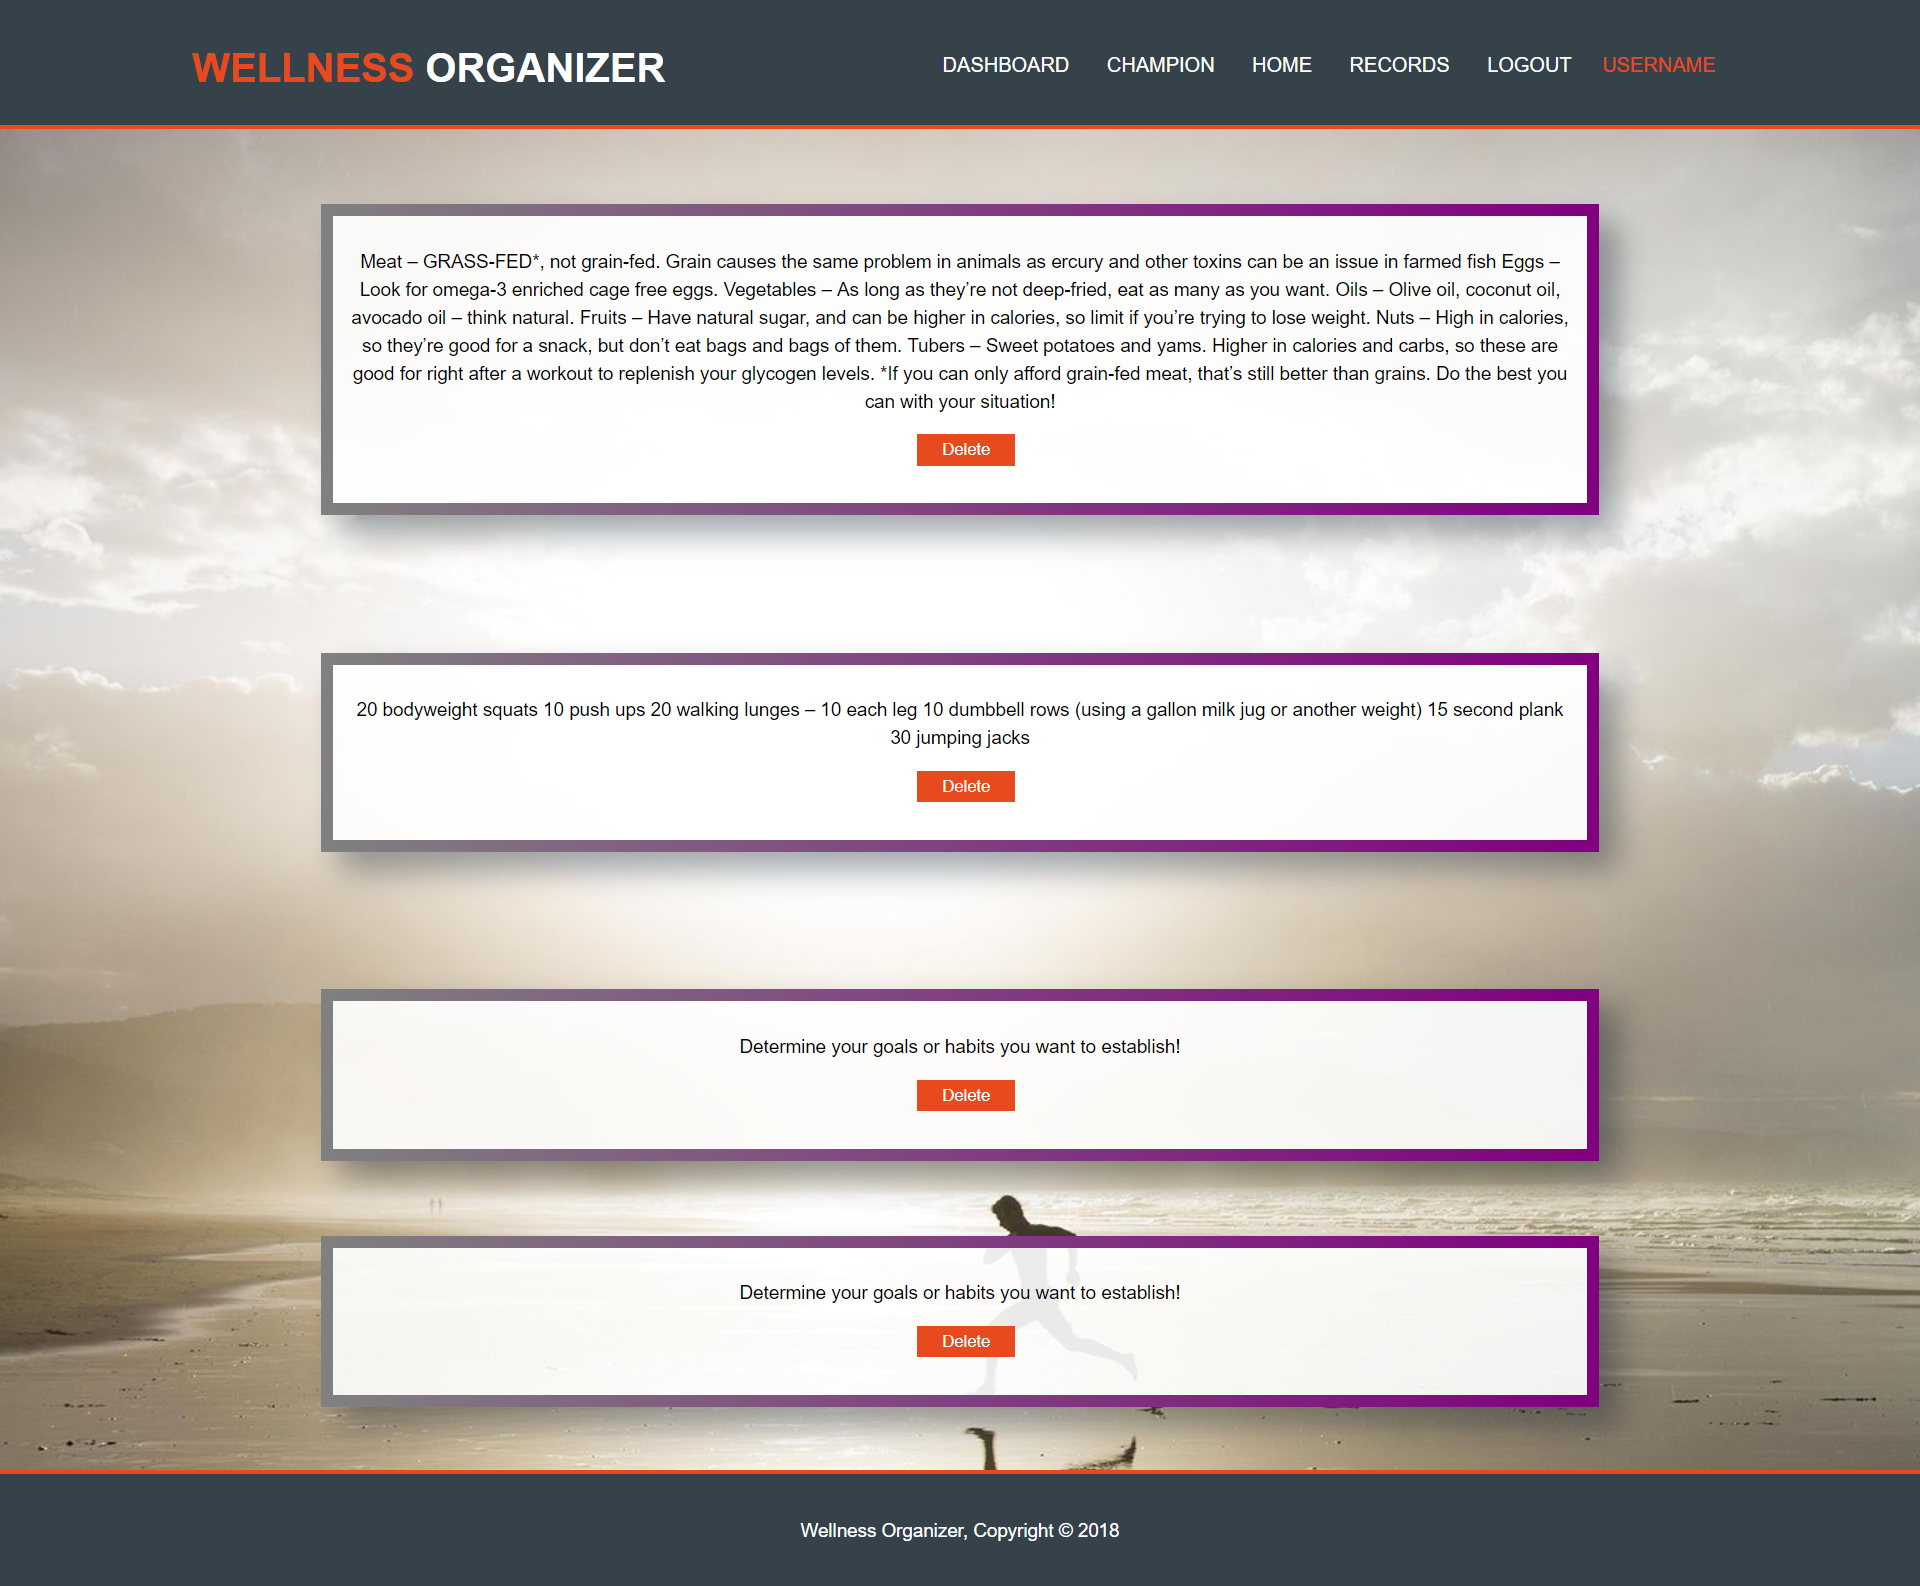 WELLNESS ORGANIZER
DASHBOARD CHAMPION HOME RECORDS LOGOUT USERNAME
Meat – GRASS-FED*, not grain-fed. Grain causes the same problem in animals as ercury and other toxins can be an issue in farmed fish Eggs –
Look for omega-3 enriched cage free eggs. Vegetables – As long as they’re not deep-fried, eat as many as you want. Oils – Olive oil, coconut oil,
avocado oil – think natural. Fruits – Have natural sugar, and can be higher in calories, so limit if you’re trying to lose weight. Nuts – High in calories,
so they’re good for a snack, but don’t eat bags and bags of them. Tubers – Sweet potatoes and yams. Higher in calories and carbs, so these are
good for right after a workout to replenish your glycogen levels. *If you can only afford grain-fed meat, that’s still better than grains. Do the best you
can with your situation!
Delete
20 bodyweight squats 10 push ups 20 walking lunges – 10 each leg 10 dumbbell rows (using a gallon milk jug or another weight) 15 second plank
30 jumping jacks
Delete
Determine your goals or habits you want to establish!
Delete
Determine your goals or habits you want to establish!
Delete
Wellness Organizer, Copyright © 2018